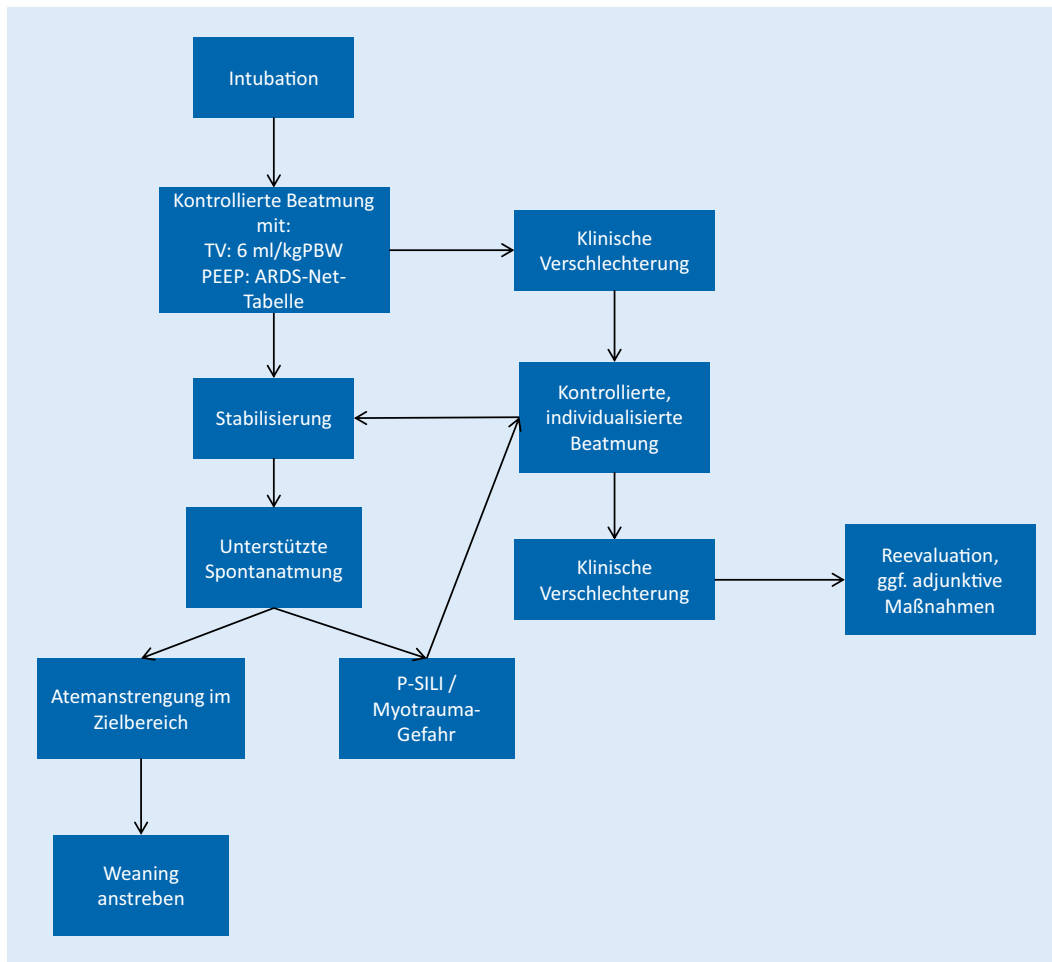 Intubation
Kontrollierte Beatmung
mit:
TV: 6 ml/kgPBW
PEEP: ARDS-Net-
Tabelle
Klinische
Verschlechterung
Stabilisierung
Kontrollierte,
individualisierte
Beatmung
Unterstützte
Spontanatmung
Klinische
Verschlechterung
Reevaluation,
ggf. adjunktive
Maßnahmen
Atemanstrengung im
Zielbereich
P-SILI /
Myotrauma-
Gefahr
Weaning
anstreben